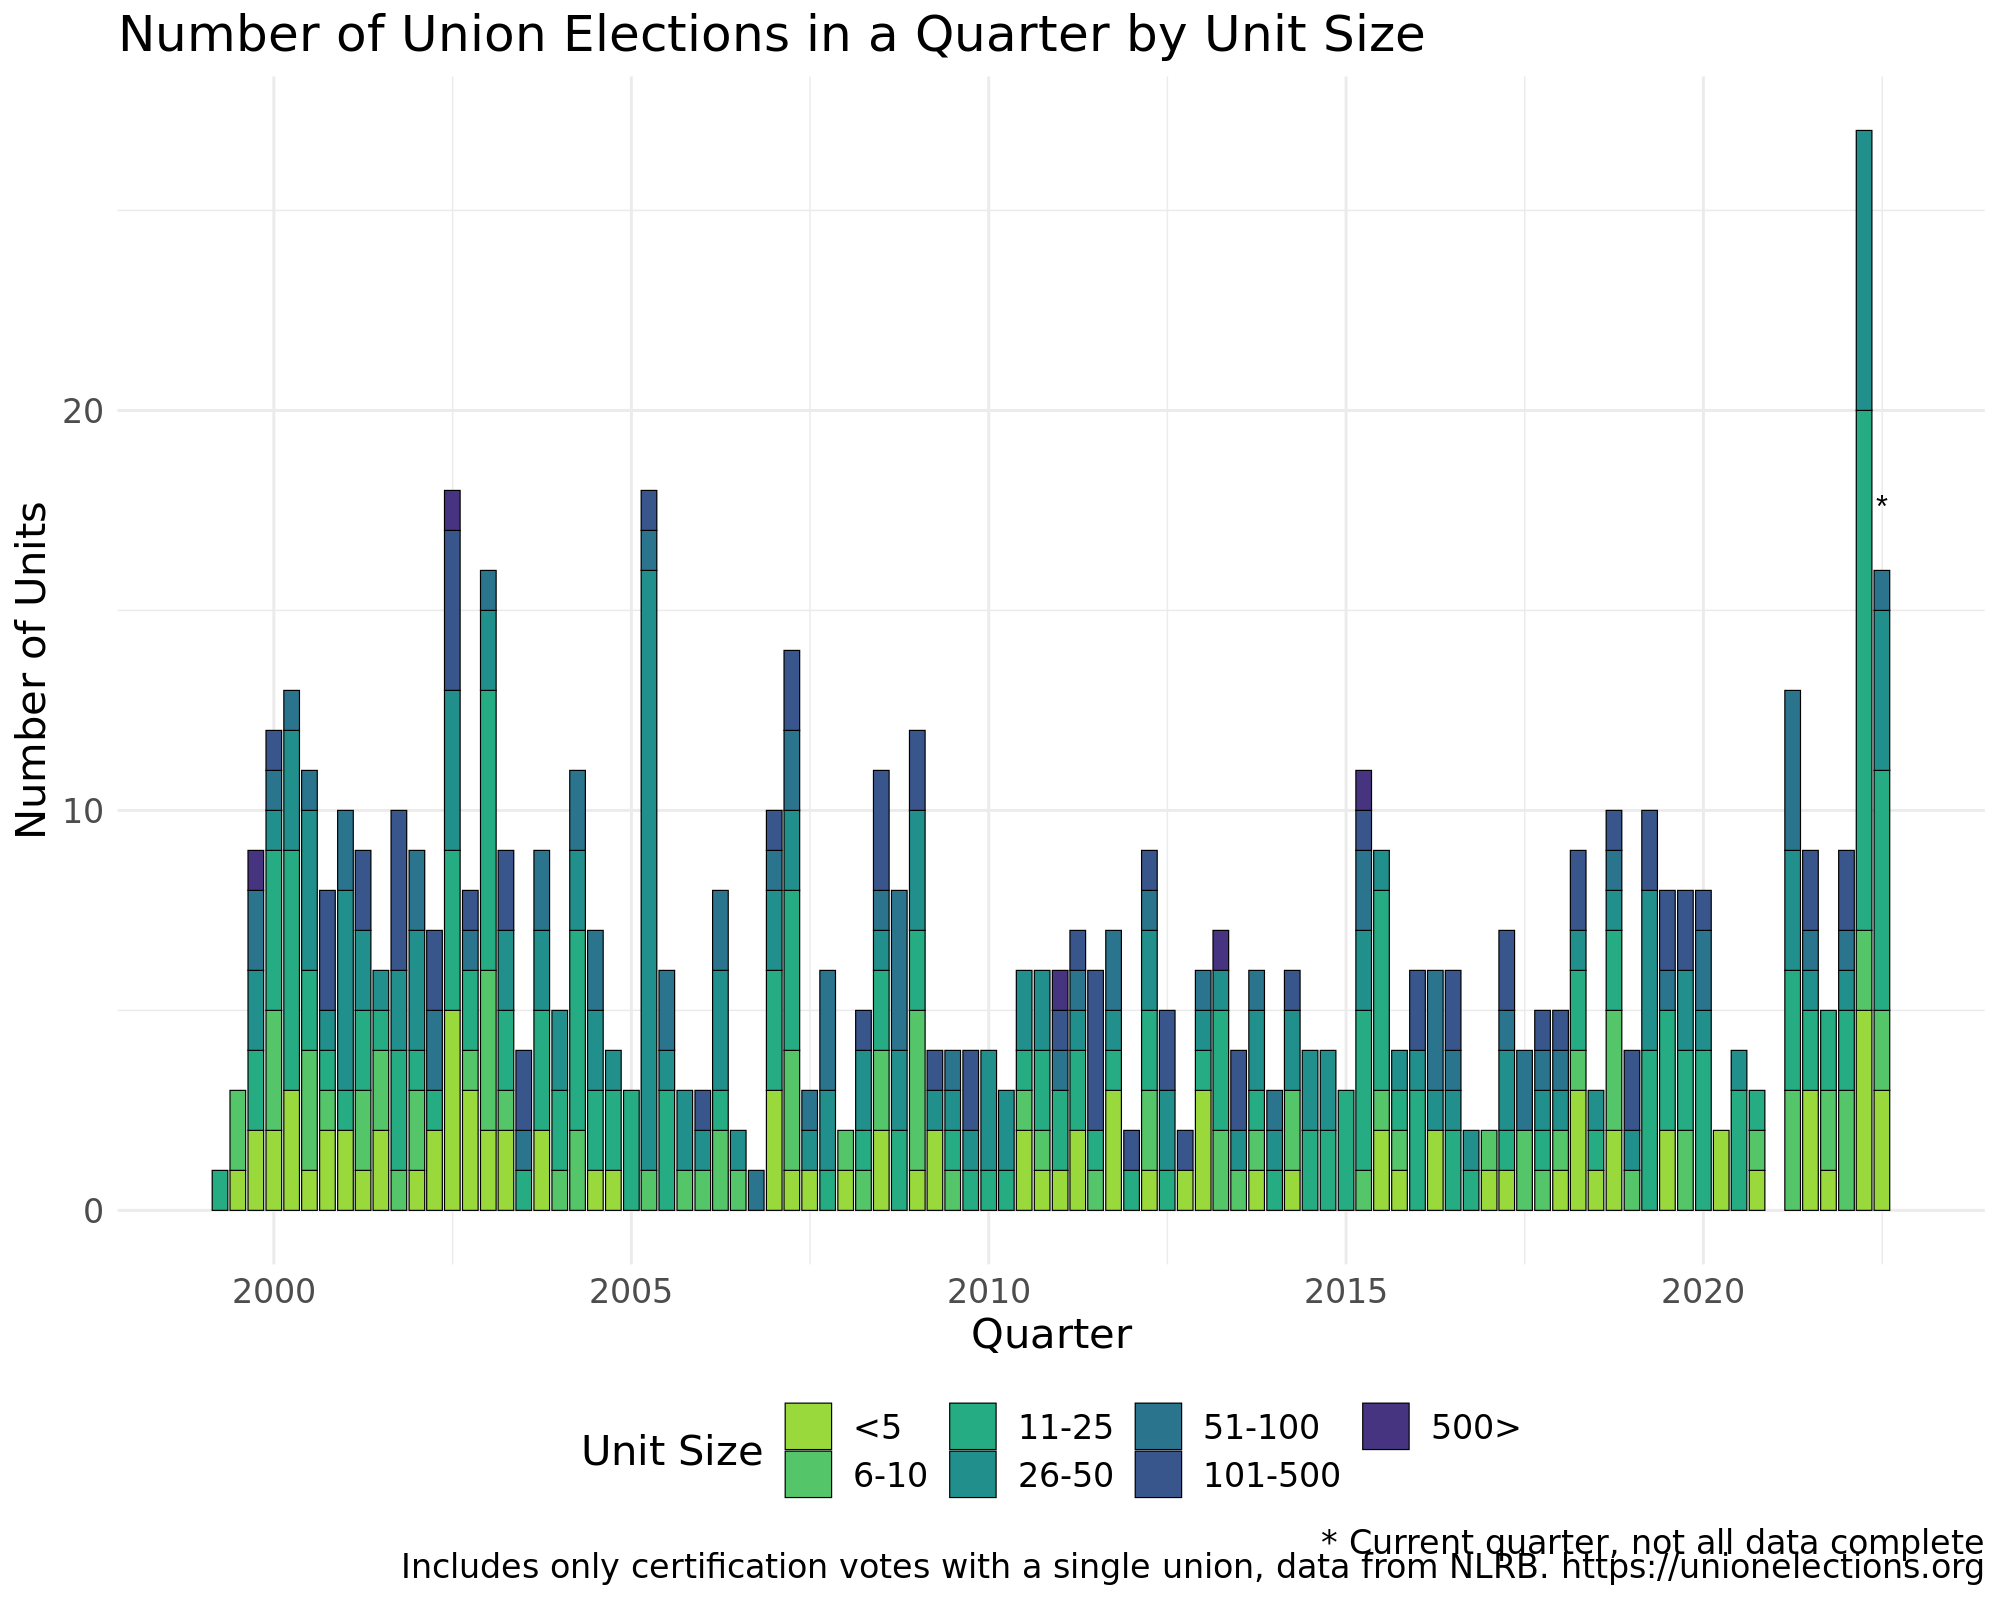 Number of Union Elections in a Quarter by Unit Size
Number of Units
20
10
0
*
2000 2005 2010 2015 2020
Quarter
Unit Size
<5 11-25 51-100 500>
6-10 26-50 101-500
* Current quarter, not all data complete
Includes only certification votes with a single union, data from NLRB. https://unionelections.org